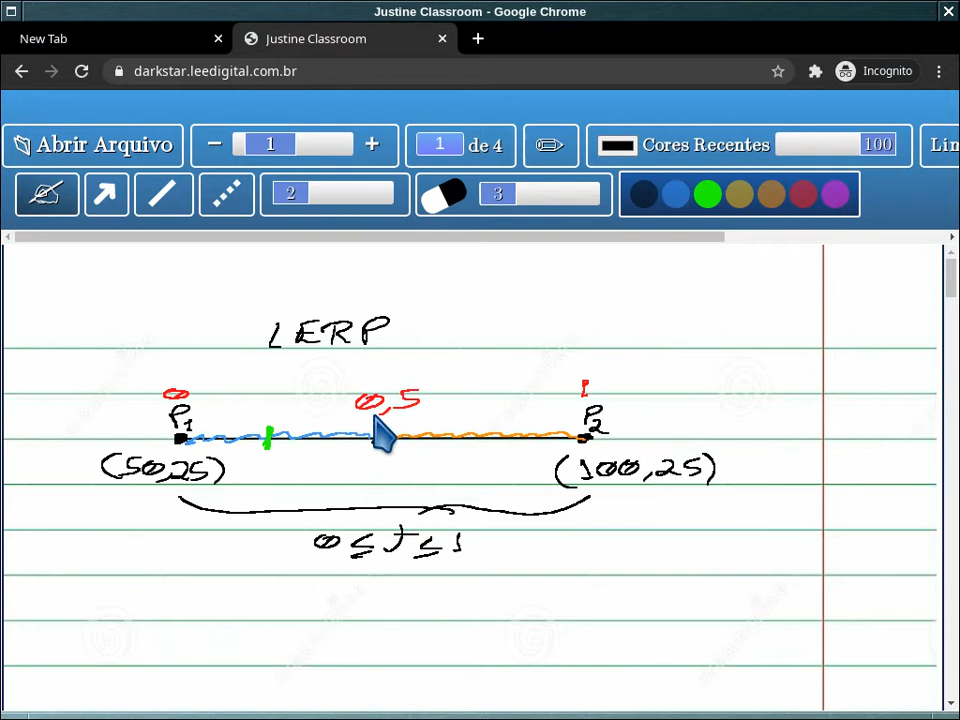 Justine Classroom - Google Chrome
New Tab
Justine Classroom
darkstar.leedigital.com.br
Incognito
Abrir Arquivo
1
1 de 4
Cores Recentes
100
Lin
2
3
LERP
0
0,5
1
P1
P2
(50,25)
(100,25)
0 ≤ t ≤ 1